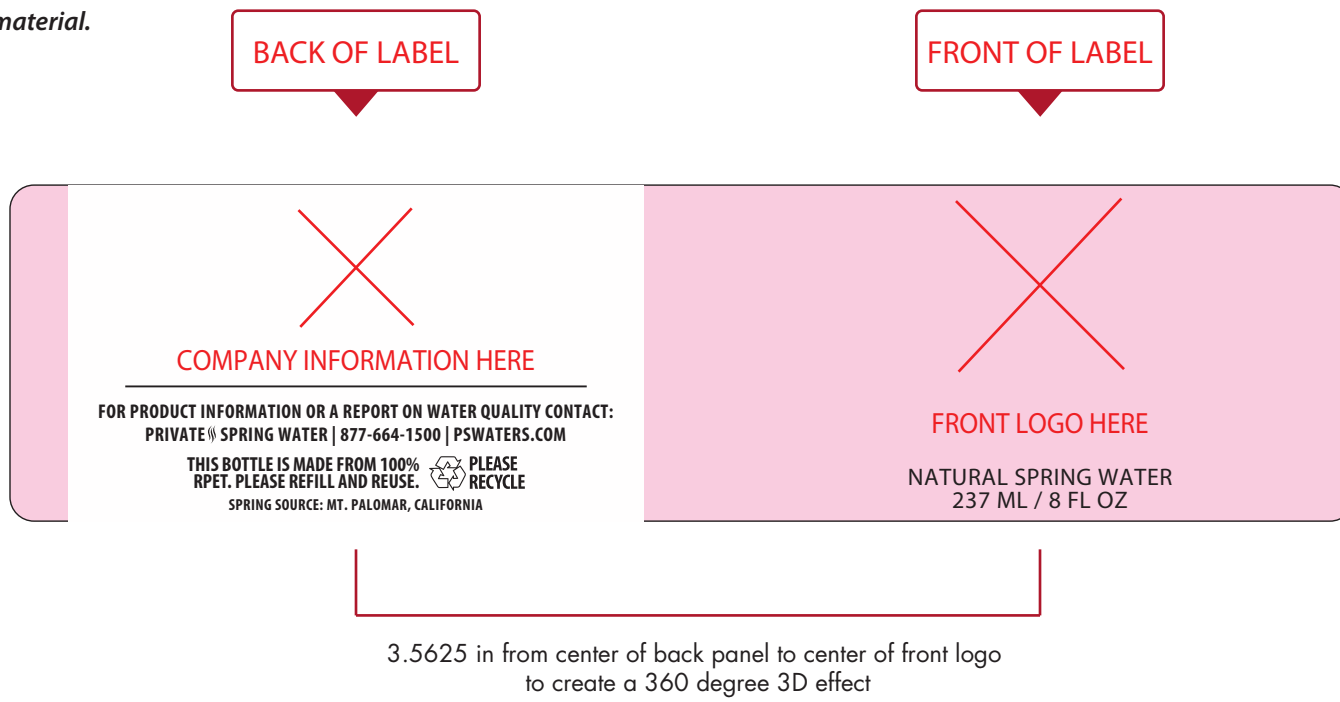 material.
BACK OF LABEL
FRONT OF LABEL
COMPANY INFORMATION HERE
FOR PRODUCT INFORMATION OR A REPORT ON WATER QUALITY CONTACT:
PRIVATE SPRING WATER | 877-664-1500 | PSWATERS.COM
THIS BOTTLE IS MADE FROM 100%
RPET. PLEASE REFILL AND REUSE.
PLEASE
RECYCLE
SPRING SOURCE: MT. PALOMAR, CALIFORNIA
FRONT LOGO HERE
NATURAL SPRING WATER
237 ML / 8 FL OZ
3.5625 in from center of back panel to center of front logo
to create a 360 degree 3D effect